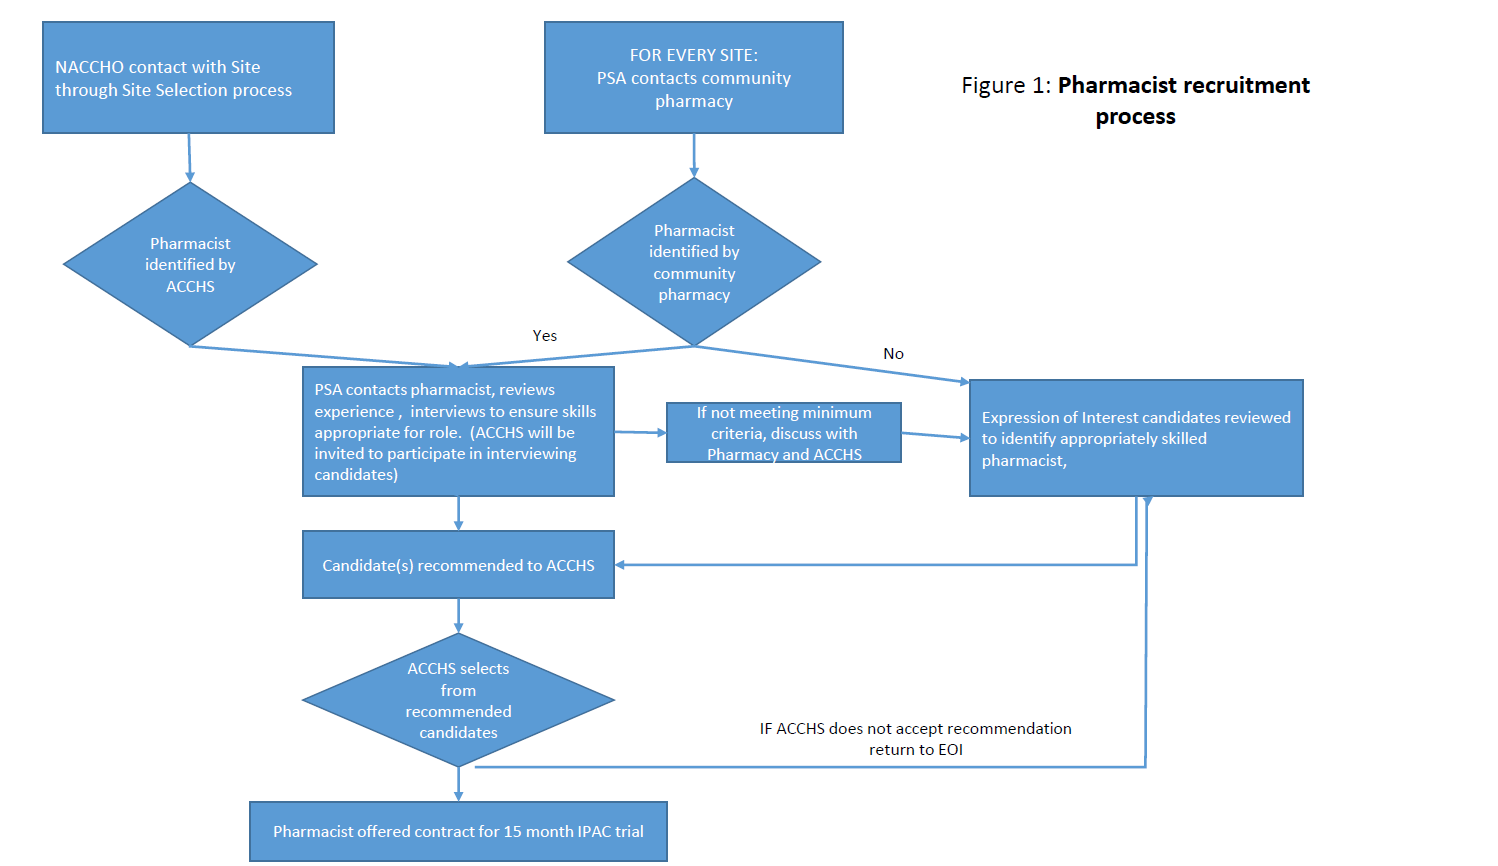 NACCHO contact with Site
through Site Selection process
FOR EVERY SITE:
PSA contacts community
pharmacy
Figure 1: Pharmacist recruitment
process
Pharmacist
identified by
ACCHS
Pharmacist
identified by
community
pharmacy
Yes
No
PSA contacts pharmacist, reviews
experience , interviews to ensure skills
appropriate for role. (ACCHS will be
invited to participate in interviewing
candidates)
If not meeting minimum
criteria, discuss with
Pharmacy and ACCHS
Expression of Interest candidates reviewed
to identify appropriately skilled
pharmacist,
Candidate(s) recommended to ACCHS
ACCHS selects
from
recommended
candidates
IF ACCHS does not accept recommendation
return to EOI
Pharmacist offered contract for 15 month IPAC trial